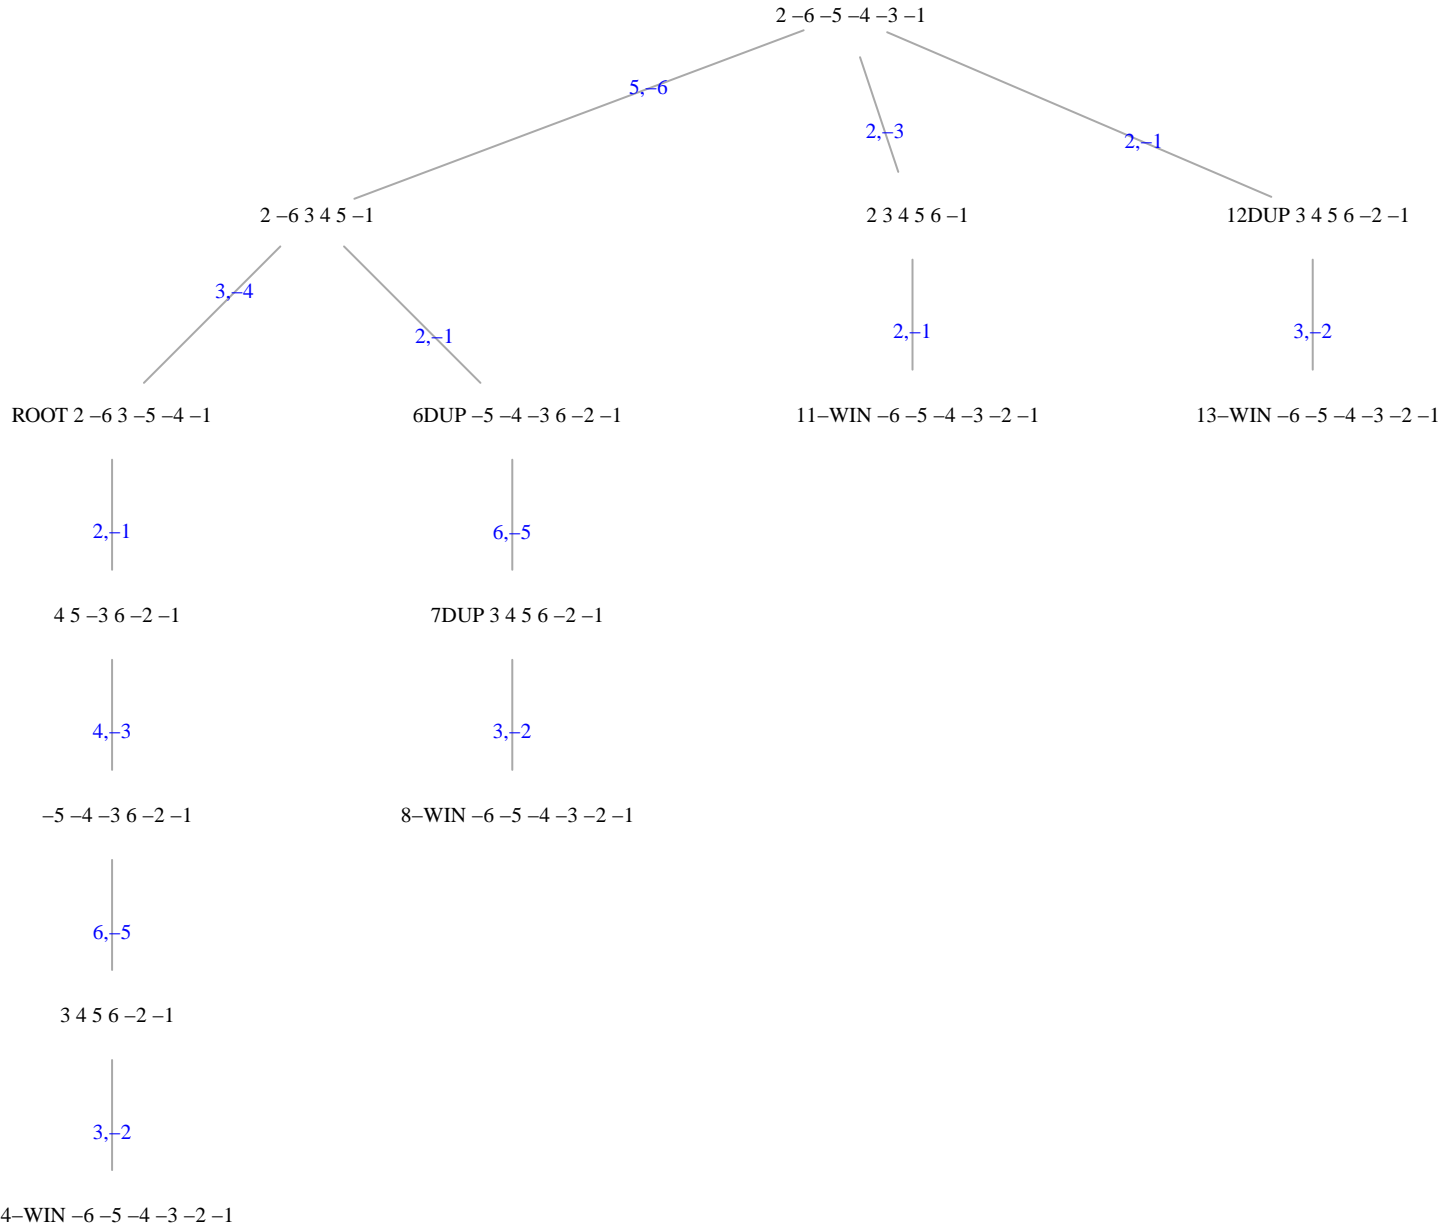 2 –6 –5 –4 –3 –1
5,–6
2,–3
2,–1
2 –6 3 4 5 –1
2 3 4 5 6 –1
12DUP 3 4 5 6 –2 –1
3,–4
2,–1
2,–1
3,–2
ROOT 2 –6 3 –5 –4 –1
6DUP –5 –4 –3 6 –2 –1
11–WIN –6 –5 –4 –3 –2 –1
13–WIN –6 –5 –4 –3 –2 –1
2,–1
6,–5
4 5 –3 6 –2 –1
7DUP 3 4 5 6 –2 –1
4,–3
3,–2
–5 –4 –3 6 –2 –1
8–WIN –6 –5 –4 –3 –2 –1
6,–5
3 4 5 6 –2 –1
3,–2
4–WIN –6 –5 –4 –3 –2 –1